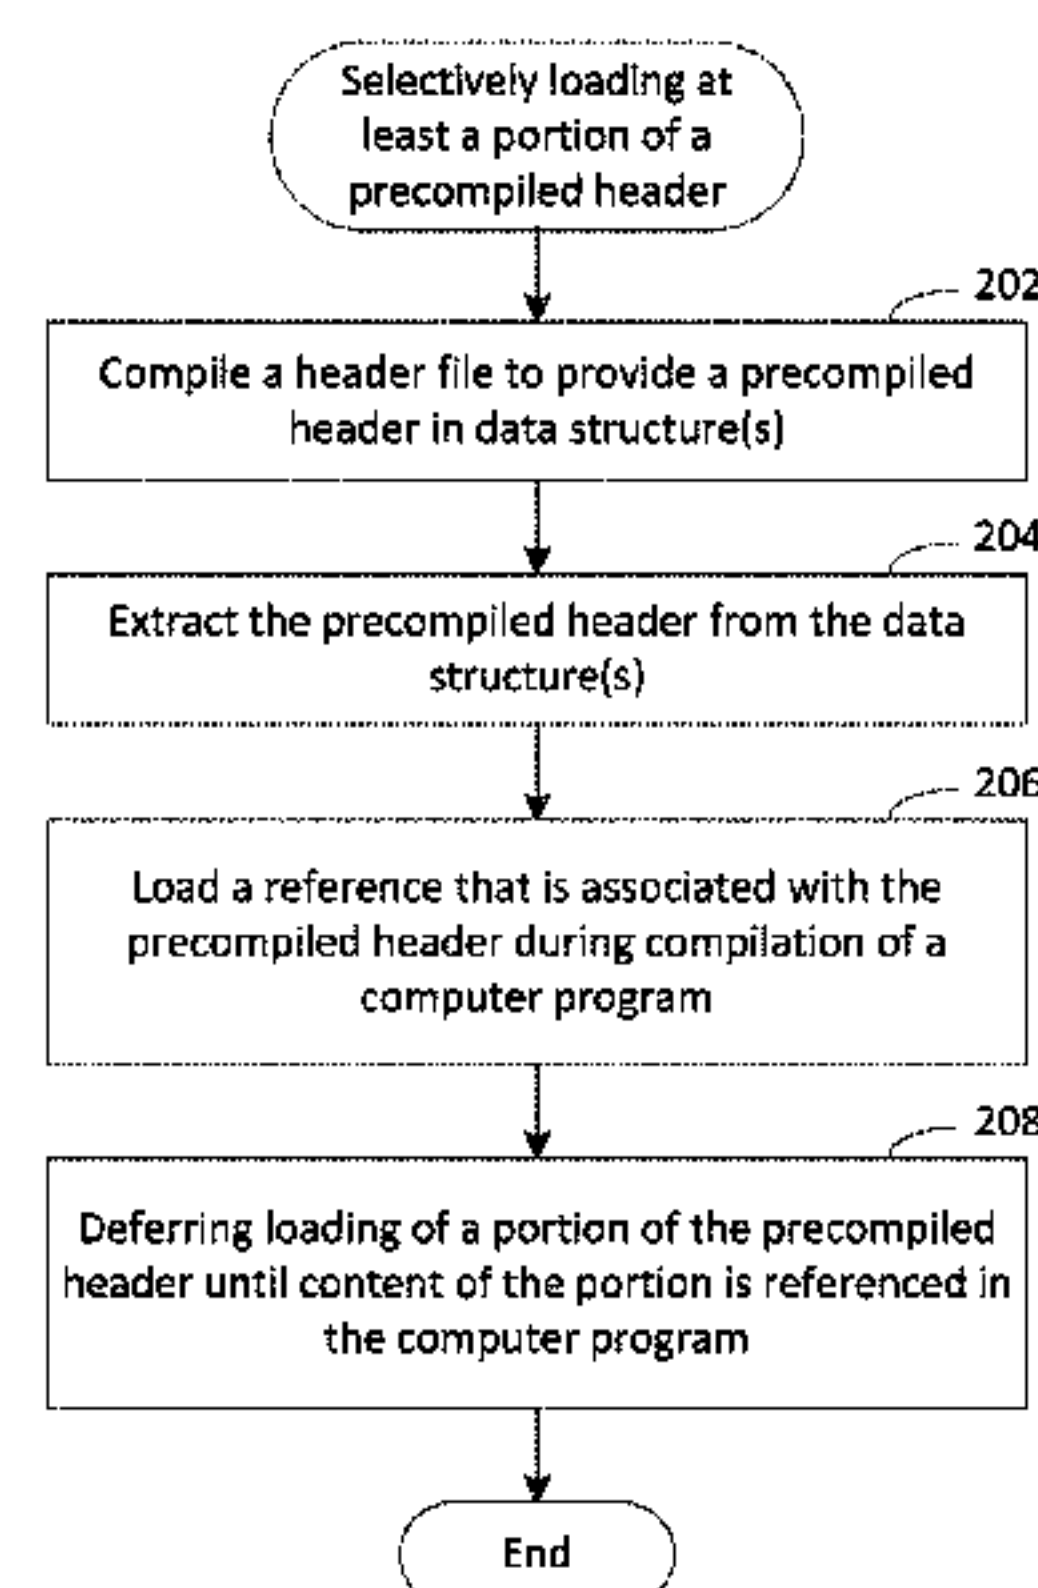 Selectively loading at
least a portion of a
precompiled header
202
Compile a header file to provide a precompiled
header in data structure(s)
204
Extract the precompiled header from the data
structure(s)
206
Load a reference that is associated with the
precompiled header during compilation of a
computer program
208
Deferring loading of a portion of the precompiled
header until content of the portion is referenced in
the computer program
End